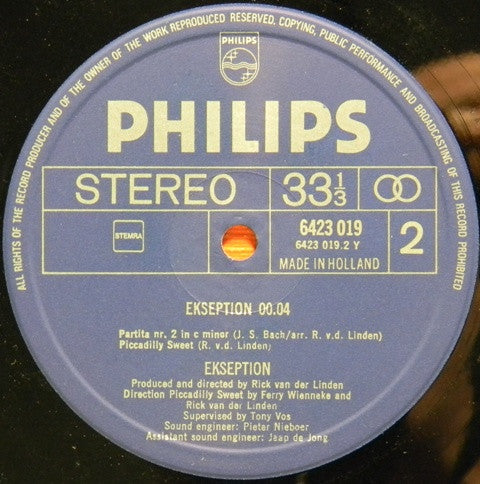 ALL RIGHTS OF THE RECORD PRODUCER AND OF THE OWNER OF THE WORK REPRODUCED RESERVED, COPYING, PUBLIC PERFORMANCE AND BROADCASTING OF THIS RECORD PROHIBITED
PHILIPS
PHILIPS
STEREO 33 1/3
STEMRA
6423 019
6423 019.2 Y
MADE IN HOLLAND
2
EKSEPTION 00.04
Partita nr. 2 in c minor (J. S. Bach/arr. R. v.d. Linden)
Piccadilly Sweet (R. v.d. Linden)
EKSEPTION
Produced and directed by Rick van der Linden
Direction Piccadilly Sweet by Ferry Wienneke and
Rick van der Linden
Supervised by Tony Vos
Sound engineer: Pieter Nieboer
Assistant sound engineer: Jaap de Jong